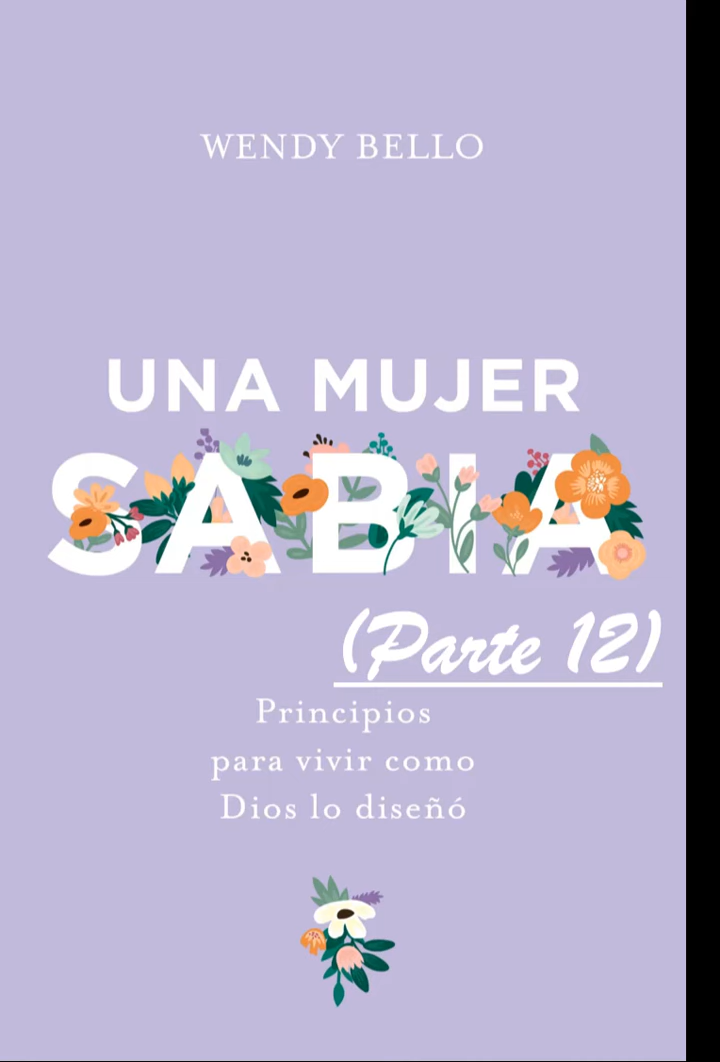 WENDY BELLO
UNA MUJER
SABIA
(Parte 12)
Principios
para vivir como
Dios lo diseñó